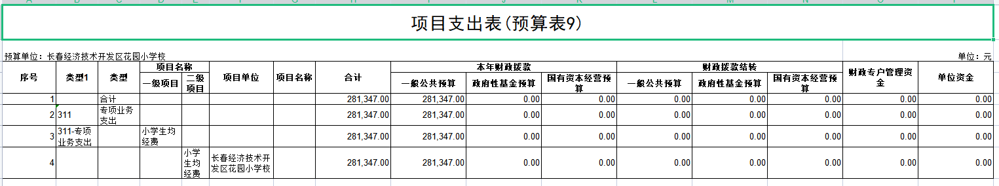 项目支出表(预算表9)
预算单位：长春经济技术开发区花园小学校 单位：元
序号 类型1 类型 项目名称 项目单位 项目名称 合计 本年财政拨款 财政拨款结转 财政专户管理资金 单位资金
一级项目 二级项目 一般公共预算 政府性基金预算 国有资本经营预算 一般公共预算 政府性基金预算 国有资本经营预算
1 合计 281,347.00 281,347.00 0.00 0.00 0.00 0.00 0.00 0.00 0.00
2 311 专项业务支出 281,347.00 281,347.00 0.00 0.00 0.00 0.00 0.00 0.00 0.00
3 311-专项业务支出 小学生均经费 281,347.00 281,347.00 0.00 0.00 0.00 0.00 0.00 0.00 0.00
4 小学生均经费 长春经济技术开发区花园小学校 281,347.00 281,347.00 0.00 0.00 0.00 0.00 0.00 0.00 0.00